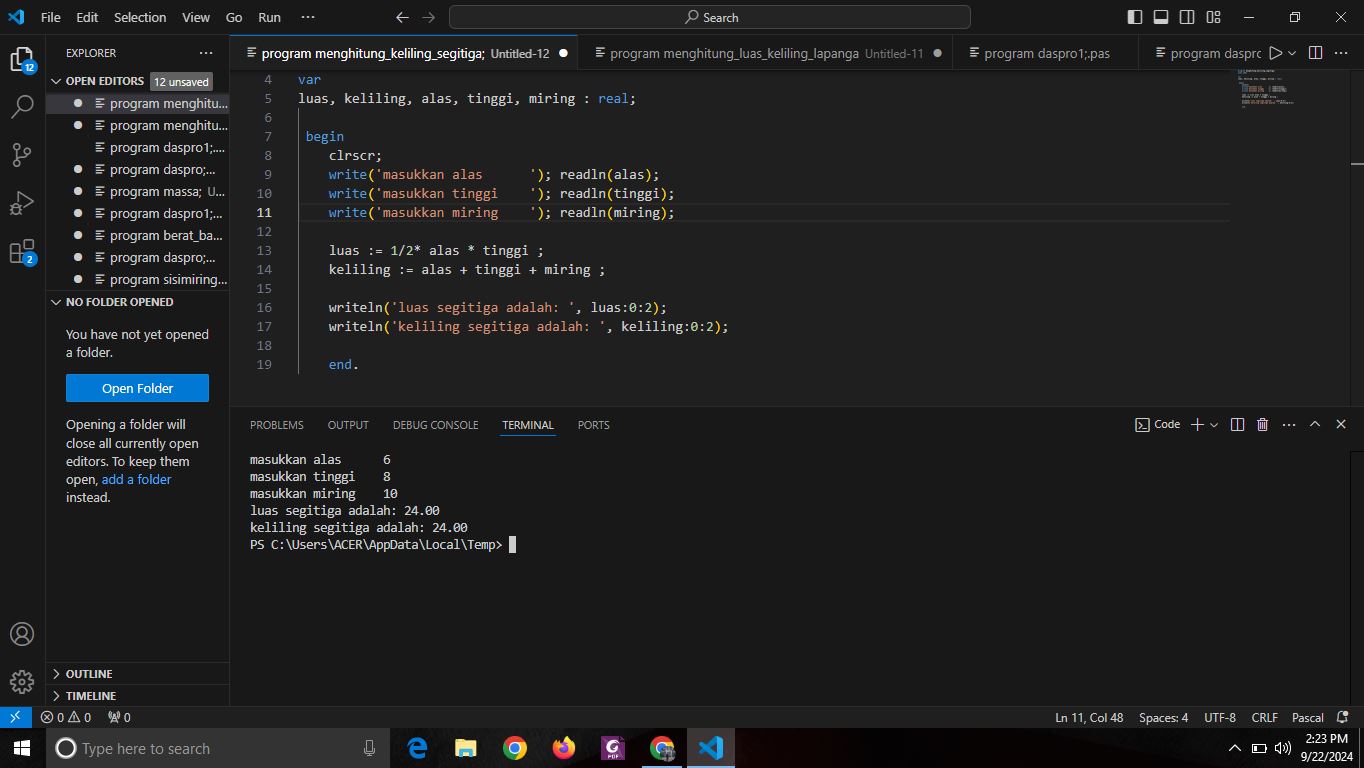 File Edit Selection View Go Run ··· Search
EXPLORER ···
OPEN EDITORS 12 unsaved
program menghitu...
program menghitu...
program daspro1;....
program daspro;...
program massa; U...
program daspro1;...
program berat_ba...
program daspro;...
program sisimiring...
NO FOLDER OPENED
You have not yet opened
a folder.
Open Folder
Opening a folder will
close all currently open
editors. To keep them
open, add a folder
instead.
OUTLINE
TIMELINE
12
2
program menghitung_keliling_segitiga; Untitled-12
program menghitung_luas_keliling_lapanga Untitled-11
program daspro1;.pas
program daspro
4 var
5 luas, keliling, alas, tinggi, miring : real;
6
7 begin
8 clrscr;
9 write('masukkan alas      '); readln(alas);
10 write('masukkan tinggi    '); readln(tinggi);
11 write('masukkan miring    '); readln(miring);
12
13 luas := 1/2* alas * tinggi ;
14 keliling := alas + tinggi + miring ;
15
16 writeln('luas segitiga adalah: ', luas:0:2);
17 writeln('keliling segitiga adalah: ', keliling:0:2);
18
19 end.
PROBLEMS OUTPUT DEBUG CONSOLE TERMINAL PORTS
Code
masukkan alas      6
masukkan tinggi    8
masukkan miring    10
luas segitiga adalah: 24.00
keliling segitiga adalah: 24.00
PS C:\Users\ACER\AppData\Local\Temp>
0 0 0
Ln 11, Col 48 Spaces: 4 UTF-8 CRLF Pascal
Type here to search
PDF
2:23 PM
9/22/2024